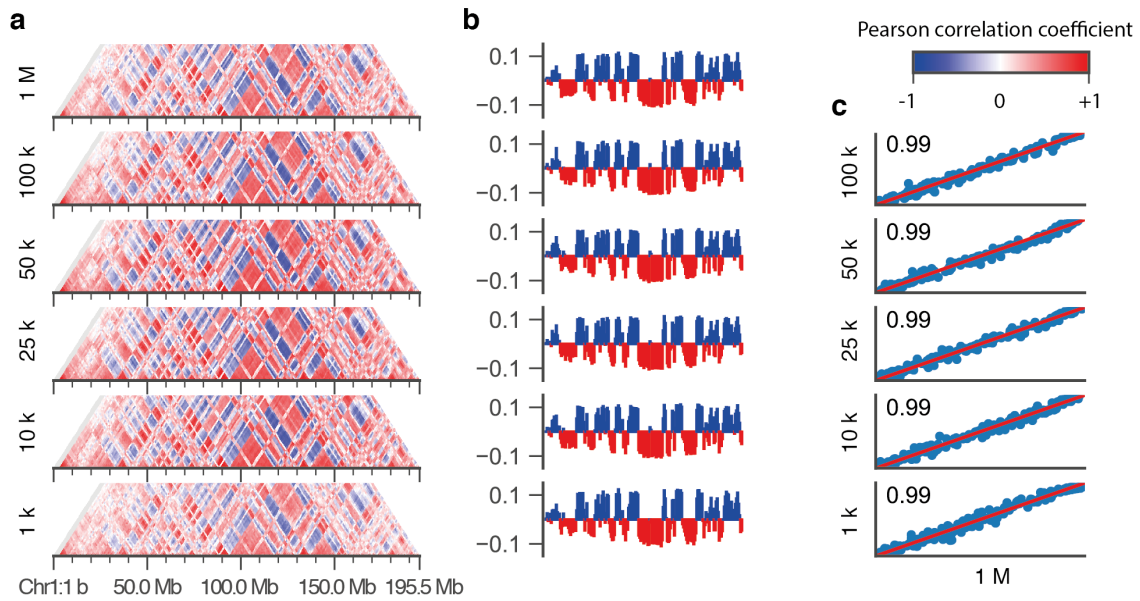 a
1 M
100 k
50 k
25 k
10 k
1 k
Chr1:1 b
50.0 Mb
100.0 Mb
150.0 Mb
195.5 Mb
b
0.1
−0.1
0.1
−0.1
0.1
−0.1
0.1
−0.1
0.1
−0.1
0.1
−0.1
Pearson correlation coefficient
-1
0
+1
c
100 k
0.99
50 k
0.99
25 k
0.99
10 k
0.99
1 k
0.99
1 M